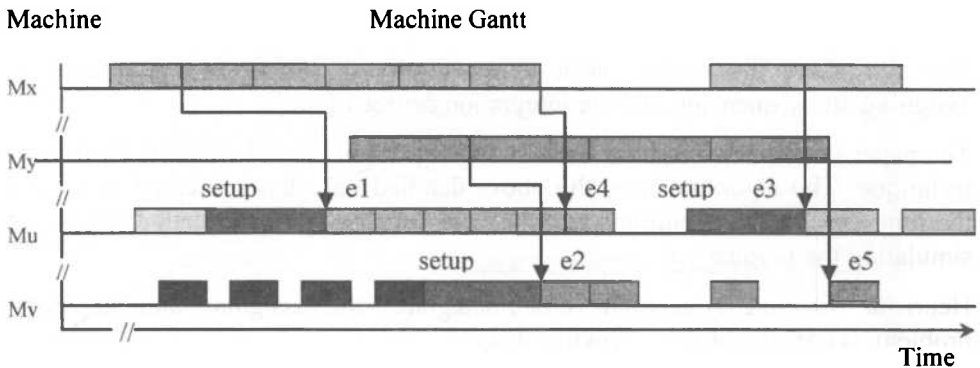 Machine
Machine Gantt
Mx
My
setup e1 e4 setup e3
Mu
setup e2 e5
Mv
Time